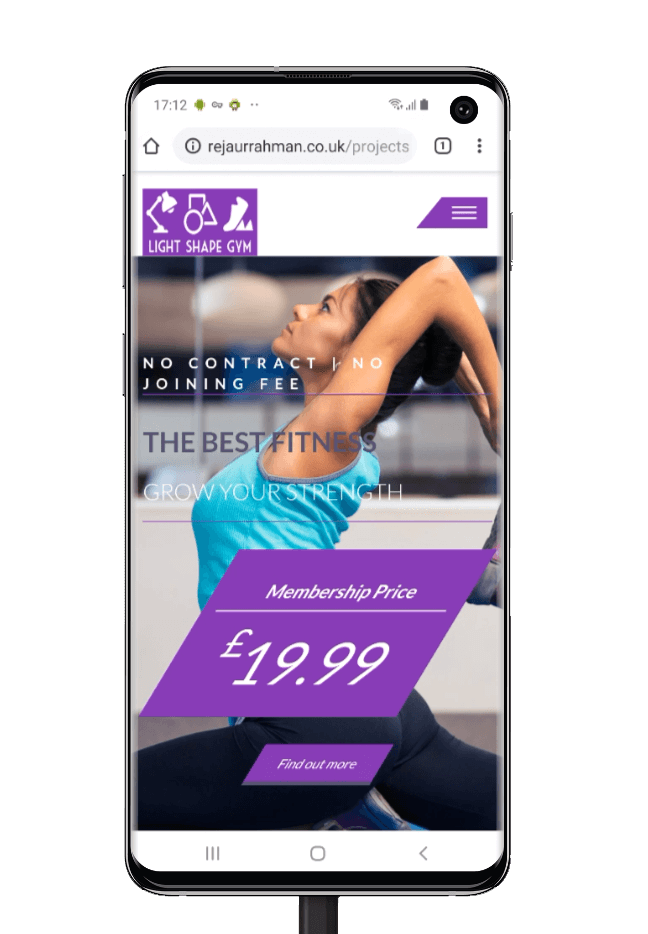 17:12
rejaurrahman.co.uk/projects
1
LIGHT SHAPE GYM
NO CONTRACT | NO
JOINING FEE
THE BEST FITNESS
GROW YOUR STRENGTH
Membership Price
£19.99
Find out more